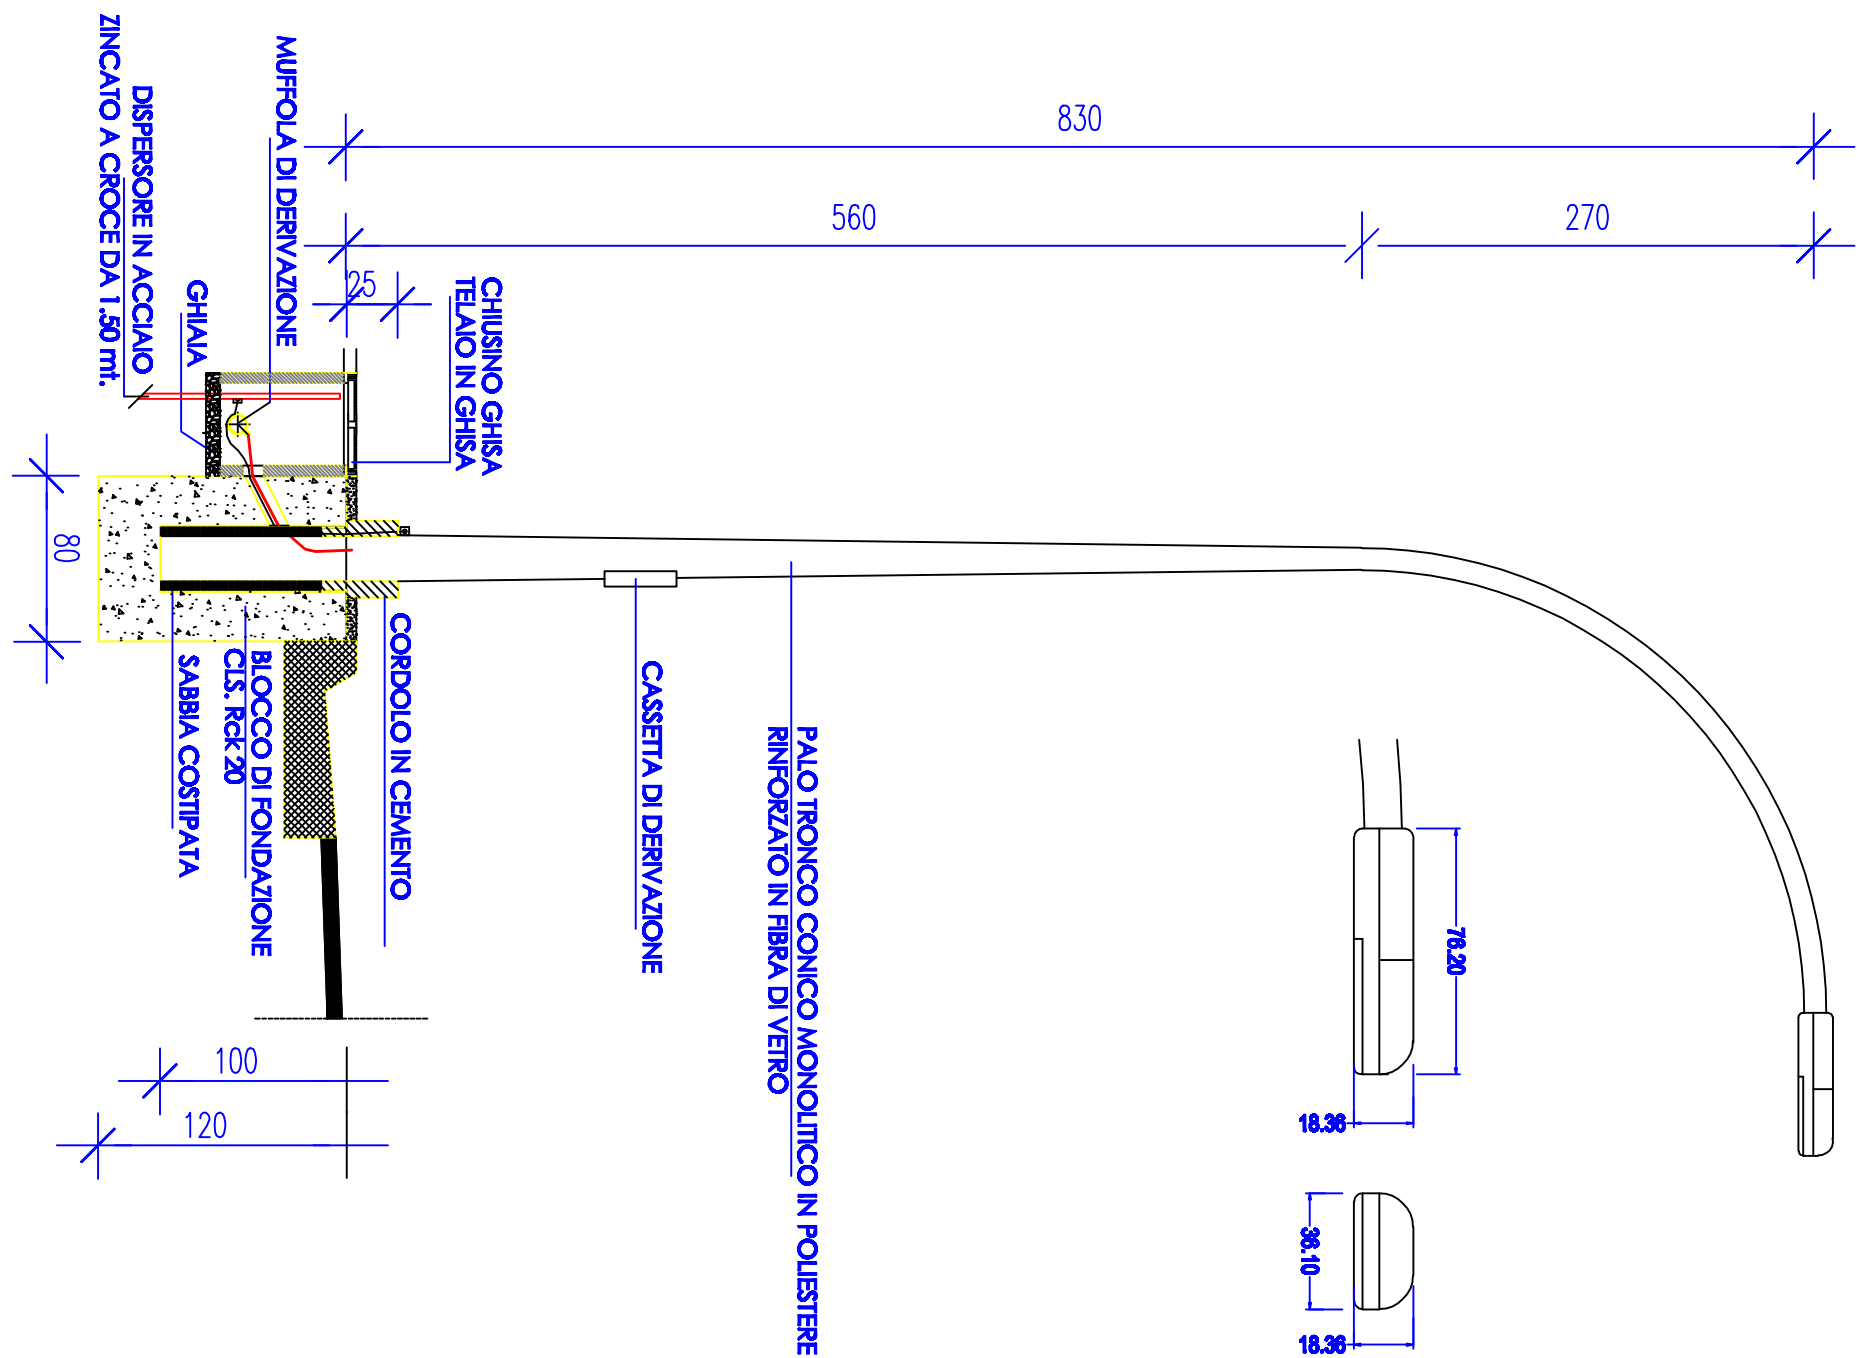 830
560
270
25
MUFFOLA DI DERIVAZIONE
DISPERSORE IN ACCIAIO
ZINCATO A CROCE DA 1.50 mt.
GHIAIA
CHIUSINO GHISA
TELAIO IN GHISA
80
CORDOLO IN CEMENTO
BLOCCO DI FONDAZIONE
CLS. Rck 20
SABBIA COSTIPATA
CASSETTA DI DERIVAZIONE
PALO TRONCO CONICO MONOLITICO IN POLIESTERE
RINFORZATO IN FIBRA DI VETRO
76.20
18.36
36.10
18.36
100
120